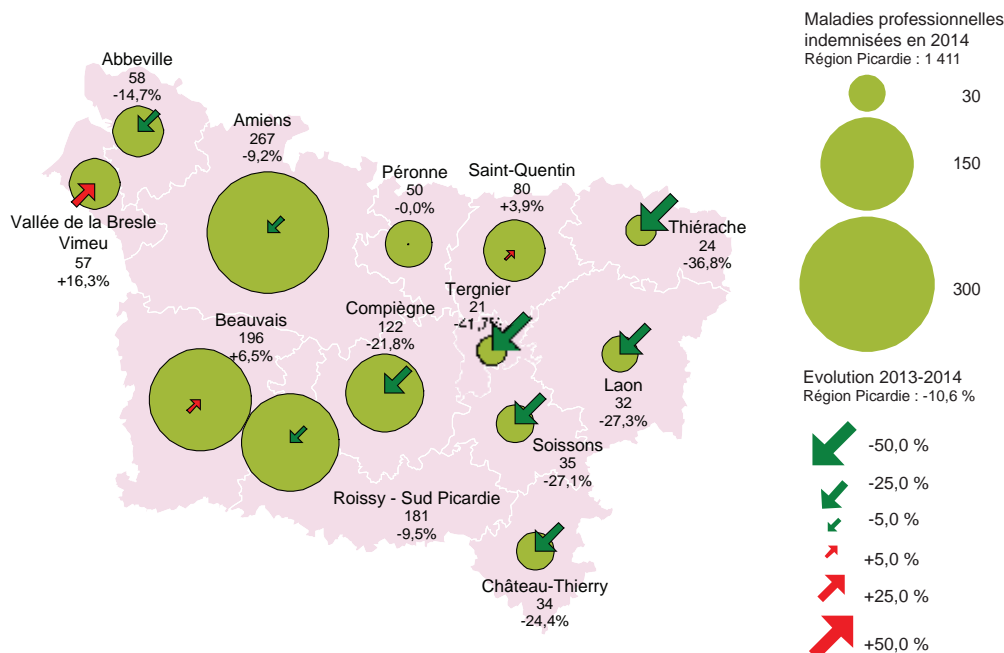 Abbeville
58
-14,7%
Amiens
267
-9,2%
Péronne
50
-0,0%
Saint-Quentin
80
+3,9%
Thiérache
24
-36,8%
Vallée de la Bresle
Vimeu
57
+16,3%
Beauvais
196
+6,5%
Compiègne
122
-21,8%
Tergnier
21
-41,7%
Laon
32
-27,3%
Soissons
35
-27,1%
Roissy - Sud Picardie
181
-9,5%
Château-Thierry
34
-24,4%
Maladies professionnelles
indemnisées en 2014
Région Picardie : 1 411
30
150
300
Evolution 2013-2014
Région Picardie : -10,6 %
-50,0 %
-25,0 %
-5,0 %
+5,0 %
+25,0 %
+50,0 %